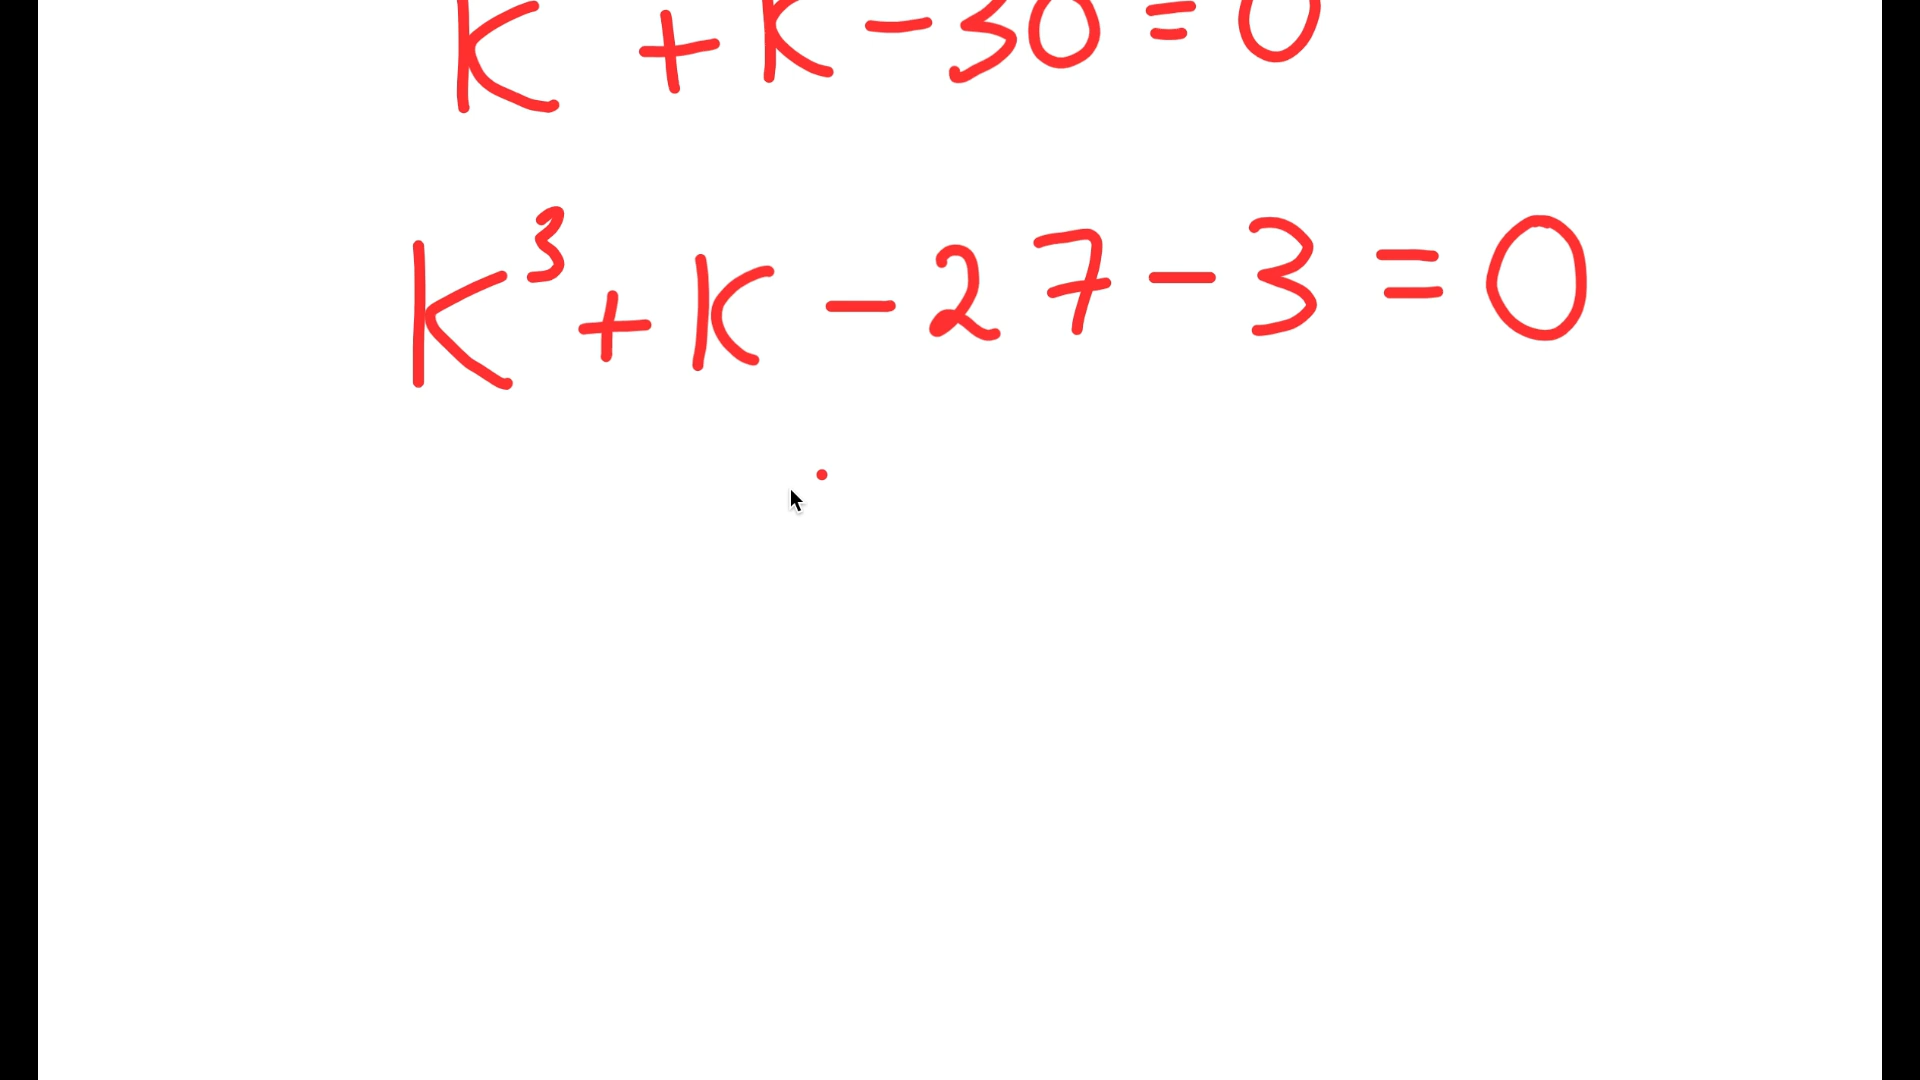 K + K - 30 = 0
K³ + K - 27 - 3 = 0